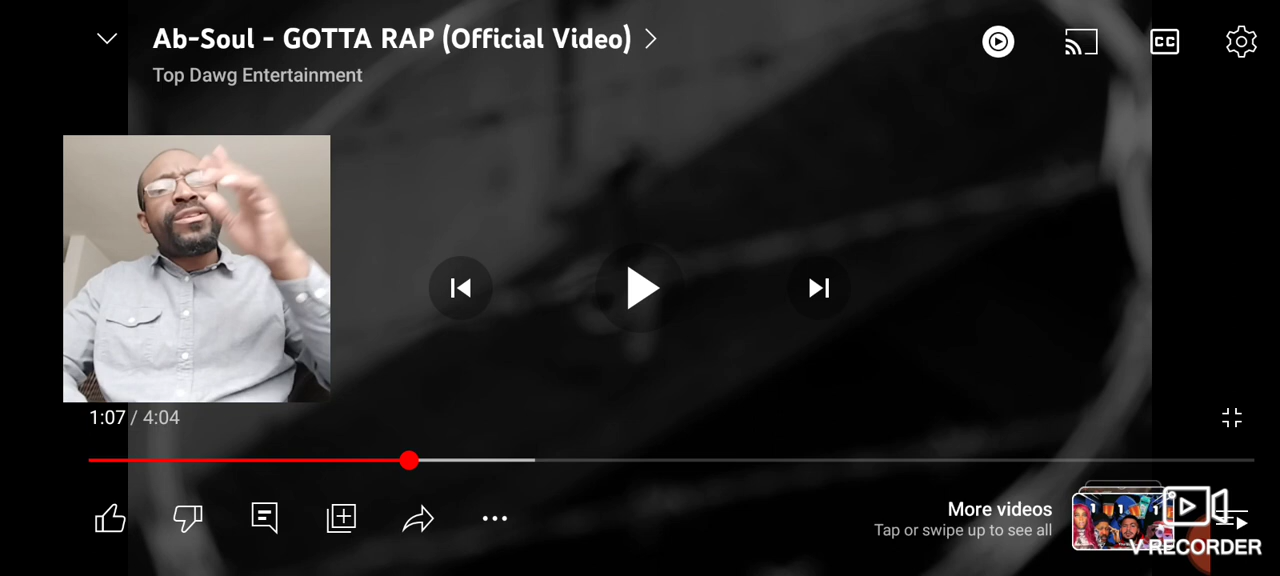 Ab-Soul - GOTTA RAP (Official Video)
Top Dawg Entertainment
CC
1:07 / 4:04
More videos
Tap or swipe up to see all
V RECORDER